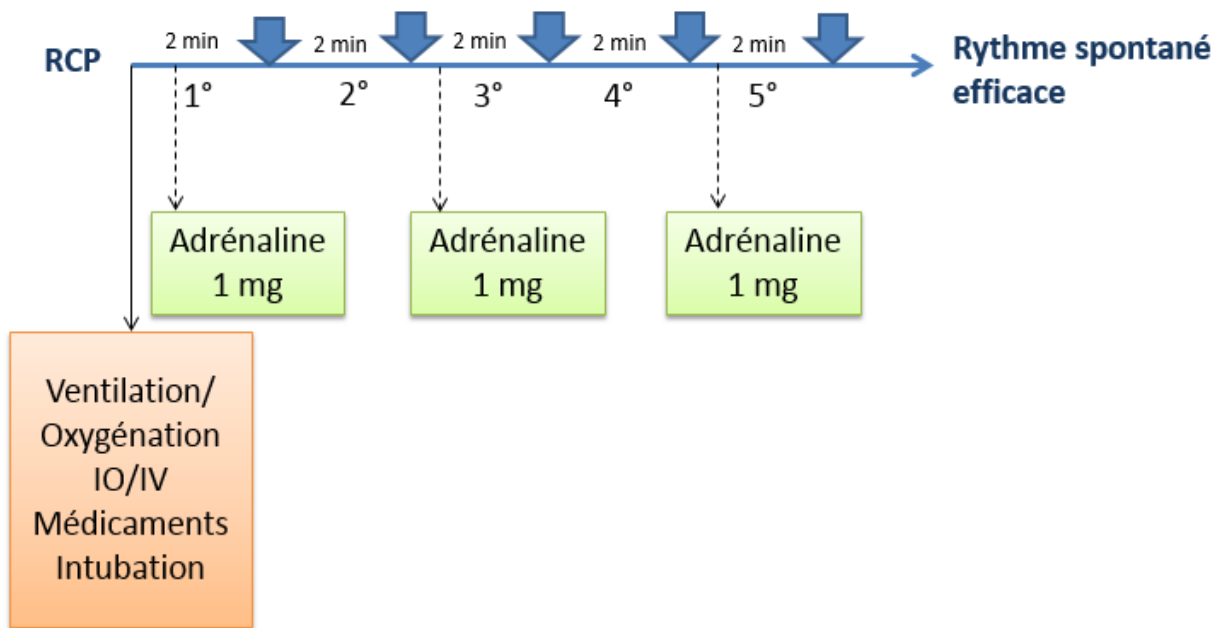 RCP
2 min
2 min
2 min
2 min
2 min
Rythme spontané
efficace
1°
2°
3°
4°
5°
Adrénaline
1 mg
Adrénaline
1 mg
Adrénaline
1 mg
Ventilation/
Oxygénation
IO/IV
Médicaments
Intubation